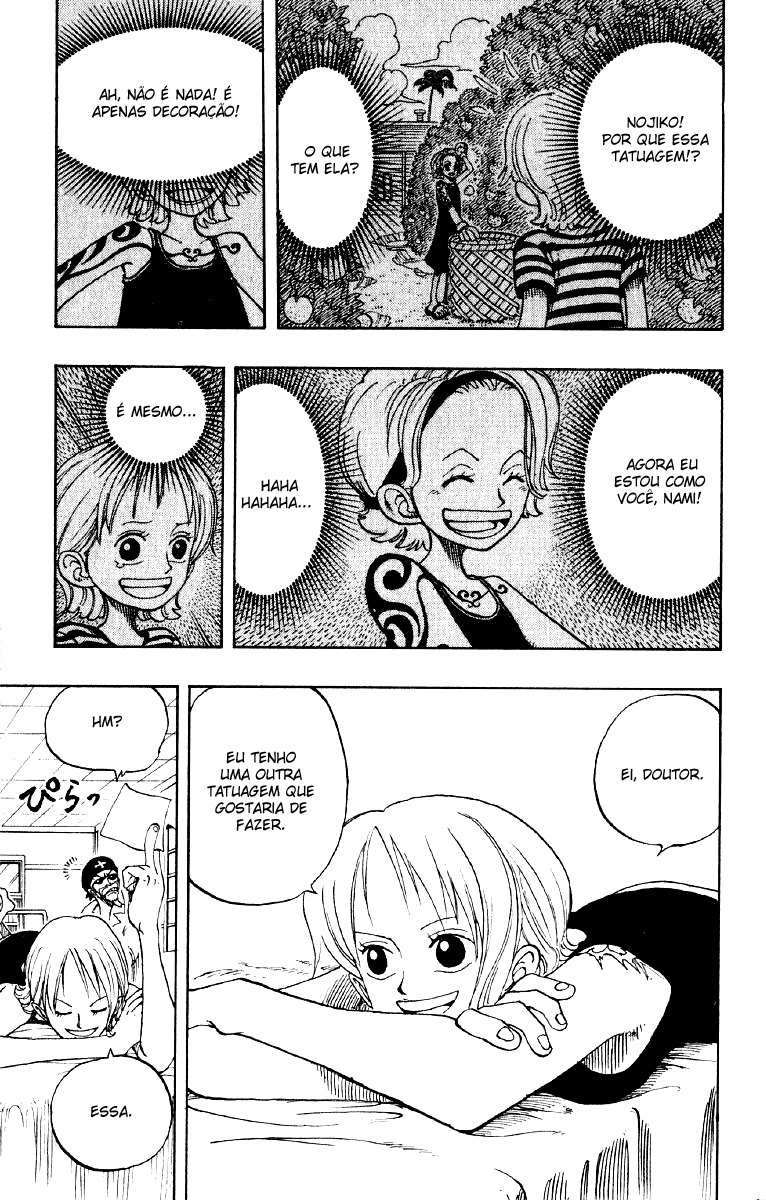 NOJIKO!
POR QUE ESSA
TATUAGEM!?
O QUE
TEM ELA?
AH, NÃO É NADA! É
APENAS DECORAÇÃO!
AGORA EU
ESTOU COMO
VOCÊ, NAMI!
HAHA
HAHAHA...
É MESMO...
EI, DOUTOR.
EU TENHO
UMA OUTRA
TATUAGEM QUE
GOSTARIA DE
FAZER.
HM?
ぴらっ
ESSA.